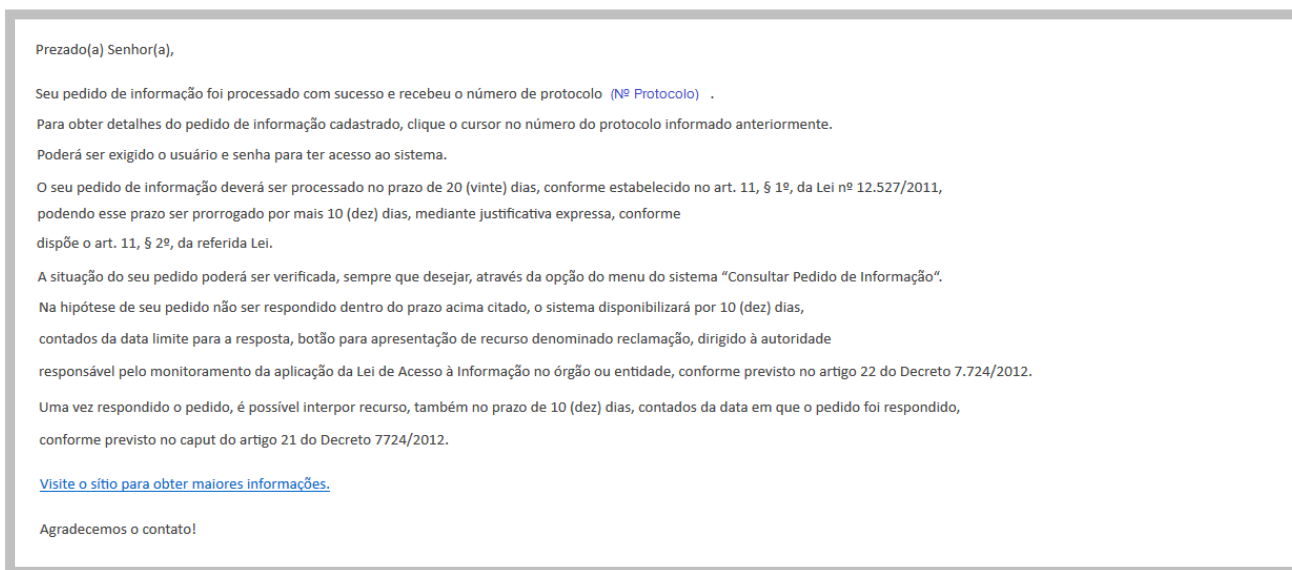 Prezado(a) Senhor(a),
Seu pedido de informação foi processado com sucesso e recebeu o número de protocolo (Nº Protocolo) .
Para obter detalhes do pedido de informação cadastrado, clique o cursor no número do protocolo informado anteriormente.
Poderá ser exigido o usuário e senha para ter acesso ao sistema.
O seu pedido de informação deverá ser processado no prazo de 20 (vinte) dias, conforme estabelecido no art. 11, § 1º, da Lei nº 12.527/2011,
podendo esse prazo ser prorrogado por mais 10 (dez) dias, mediante justificativa expressa, conforme
dispõe o art. 11, § 2º, da referida Lei.
A situação do seu pedido poderá ser verificada, sempre que desejar, através da opção do menu do sistema “Consultar Pedido de Informação“.
Na hipótese de seu pedido não ser respondido dentro do prazo acima citado, o sistema disponibilizará por 10 (dez) dias,
contados da data limite para a resposta, botão para apresentação de recurso denominado reclamação, dirigido à autoridade
responsável pelo monitoramento da aplicação da Lei de Acesso à Informação no órgão ou entidade, conforme previsto no artigo 22 do Decreto 7.724/2012.
Uma vez respondido o pedido, é possível interpor recurso, também no prazo de 10 (dez) dias, contados da data em que o pedido foi respondido,
conforme previsto no caput do artigo 21 do Decreto 7724/2012.
Visite o sítio para obter maiores informações.
Agradecemos o contato!